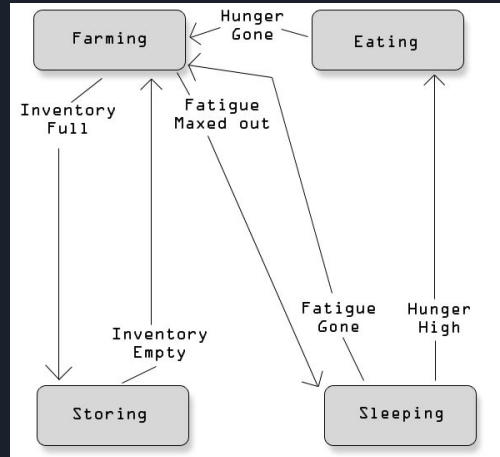 Hunger
Gone
Farming
Eating
Inventory
Full
Fatigue
Maxed out
Fatigue
Gone
Hunger
High
Inventory
Empty
Storing
Sleeping